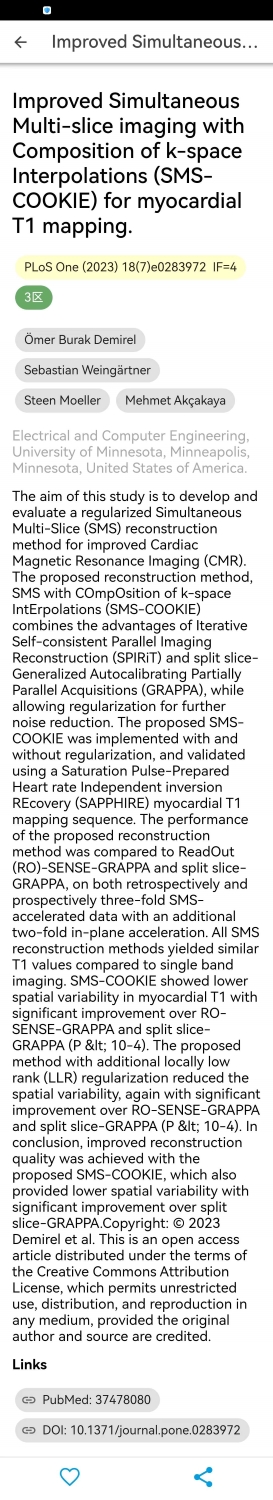 Improved Simultaneous...
Improved Simultaneous
Multi-slice imaging with
Composition of k-space
Interpolations (SMS-
COOKIE) for myocardial
T1 mapping.
PLoS One (2023) 18(7)e0283972 IF=4
3区
Ömer Burak Demirel
Sebastian Weingärtner
Steen Moeller
Mehmet Akçakaya
Electrical and Computer Engineering,
University of Minnesota, Minneapolis,
Minnesota, United States of America.
The aim of this study is to develop and
evaluate a regularized Simultaneous
Multi-Slice (SMS) reconstruction
method for improved Cardiac
Magnetic Resonance Imaging (CMR).
The proposed reconstruction method,
SMS with COmpOsition of k-space
IntErpolations (SMS-COOKIE)
combines the advantages of Iterative
Self-consistent Parallel Imaging
Reconstruction (SPIRiT) and split slice-
Generalized Autocalibrating Partially
Parallel Acquisitions (GRAPPA), while
allowing regularization for further
noise reduction. The proposed SMS-
COOKIE was implemented with and
without regularization, and validated
using a Saturation Pulse-Prepared
Heart rate Independent inversion
REcovery (SAPPHIRE) myocardial T1
mapping sequence. The performance
of the proposed reconstruction
method was compared to ReadOut
(RO)-SENSE-GRAPPA and split slice-
GRAPPA, on both retrospectively and
prospectively three-fold SMS-
accelerated data with an additional
two-fold in-plane acceleration. All SMS
reconstruction methods yielded similar
T1 values compared to single band
imaging. SMS-COOKIE showed lower
spatial variability in myocardial T1 with
significant improvement over RO-
SENSE-GRAPPA and split slice-
GRAPPA (P &lt; 10-4). The proposed
method with additional locally low
rank (LLR) regularization reduced the
spatial variability, again with significant
improvement over RO-SENSE-GRAPPA
and split slice-GRAPPA (P &lt; 10-4). In
conclusion, improved reconstruction
quality was achieved with the
proposed SMS-COOKIE, which also
provided lower spatial variability with
significant improvement over split
slice-GRAPPA.Copyright: © 2023
Demirel et al. This is an open access
article distributed under the terms of
the Creative Commons Attribution
License, which permits unrestricted
use, distribution, and reproduction in
any medium, provided the original
author and source are credited.
Links
PubMed: 37478080
DOI: 10.1371/journal.pone.0283972